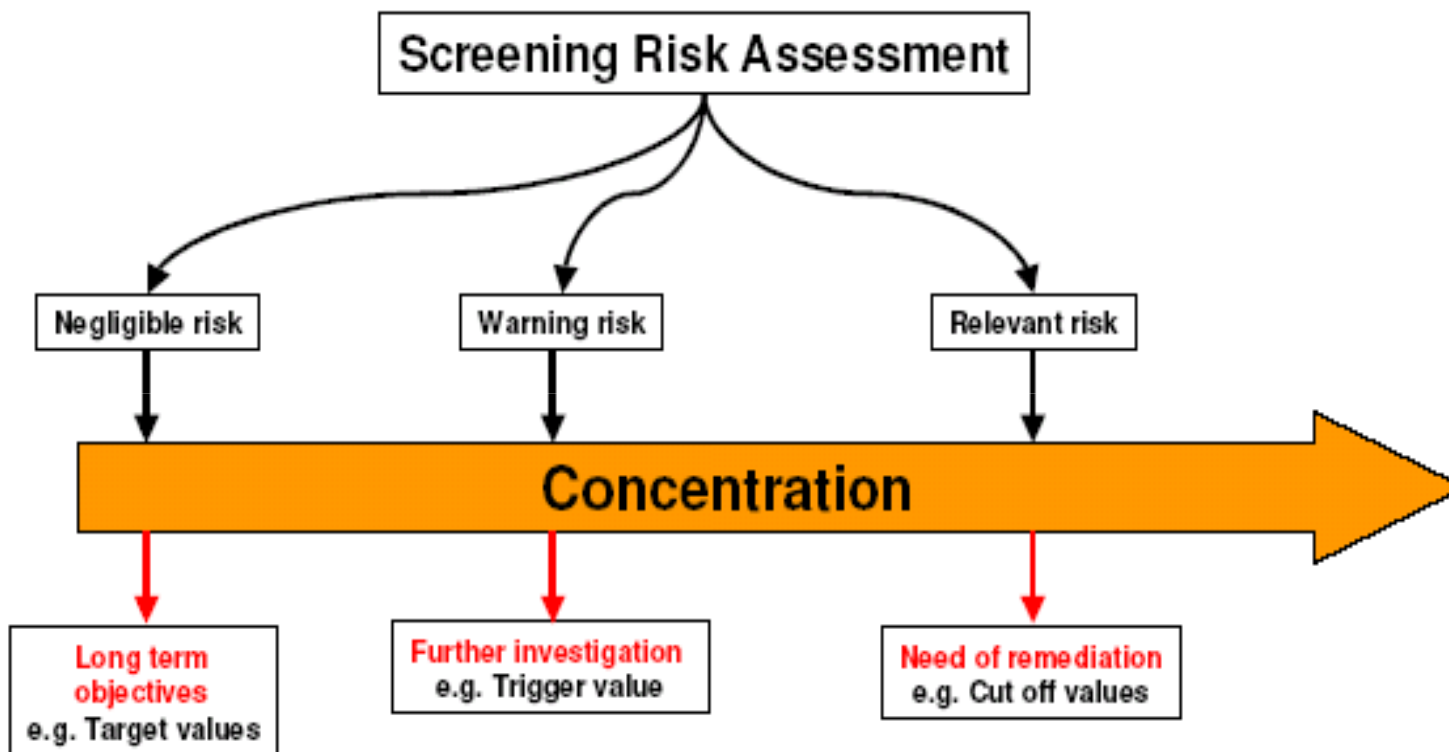 Screening Risk Assessment
Negligible risk
Warning risk
Relevant risk
Concentration
Long term
objectives
e.g. Target values
Further investigation
e.g. Trigger value
Need of remediation
e.g. Cut off values